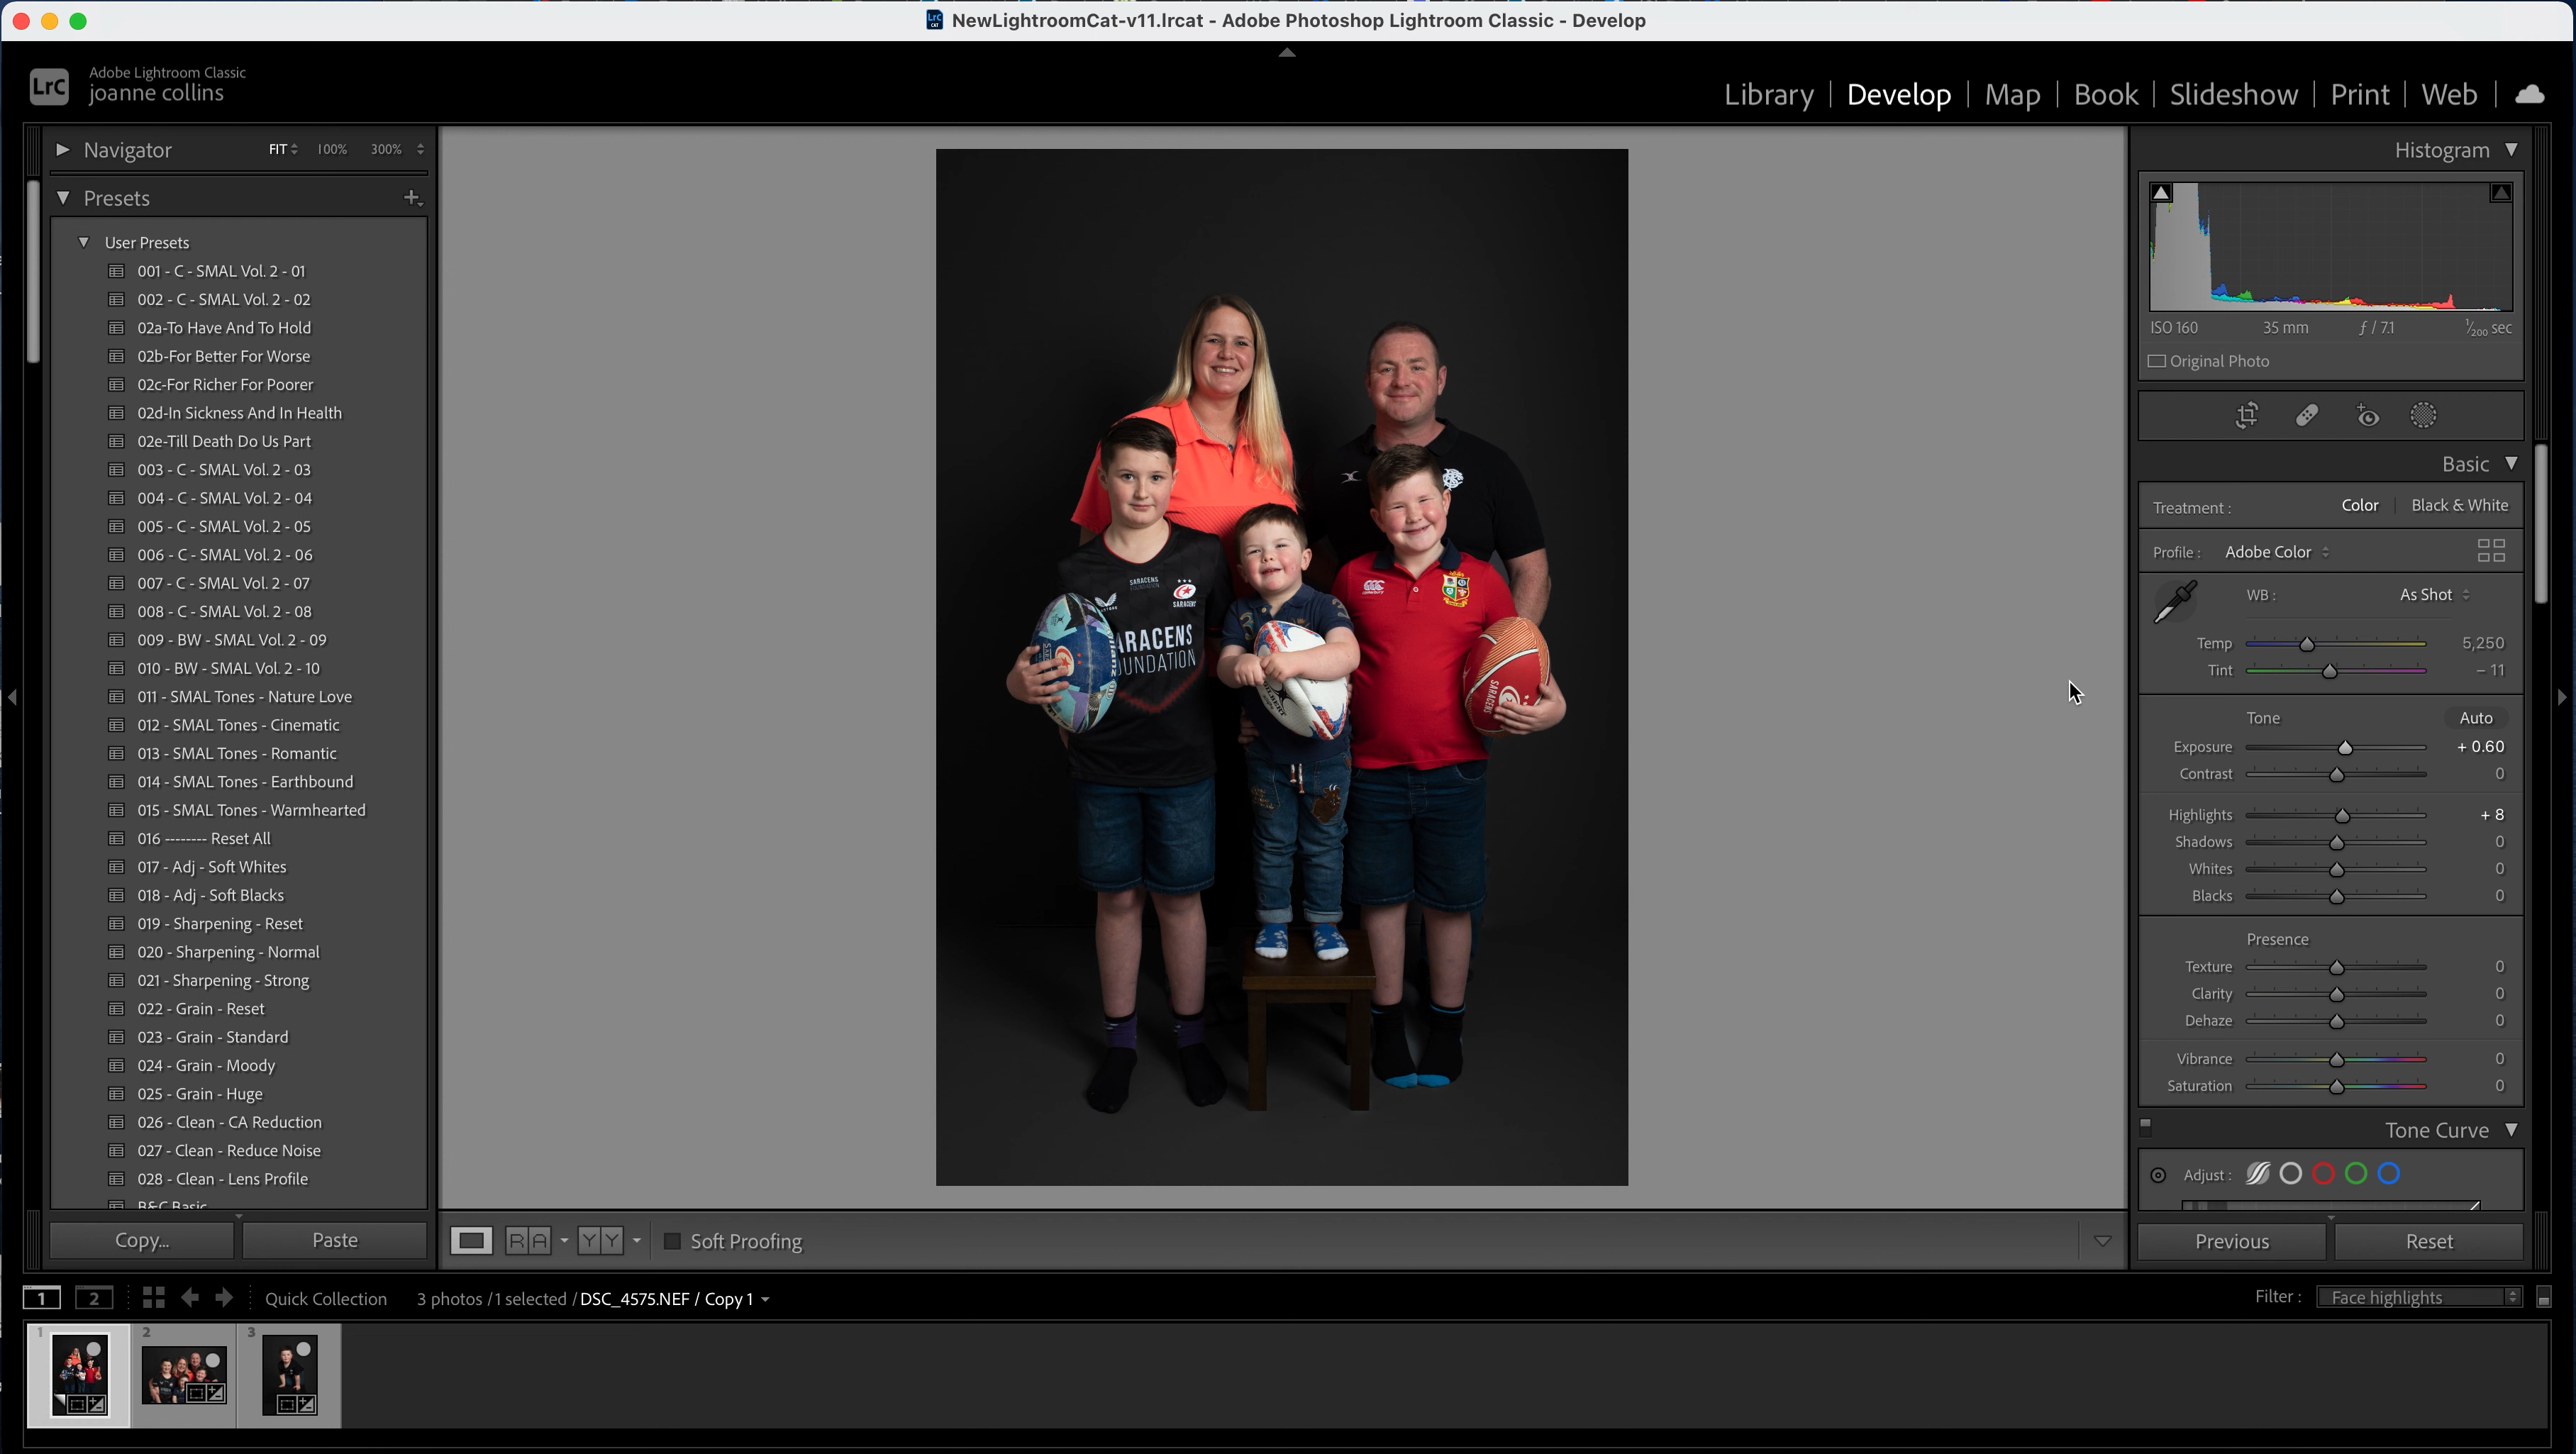 NewLightroomCat-v11.lrcat - Adobe Photoshop Lightroom Classic - Develop
LrC
Adobe Lightroom Classic
joanne collins
Library | Develop | Map | Book | Slideshow | Print | Web
Navigator FIT 100% 300%
Presets
User Presets
001 - C - SMAL Vol. 2 - 01
002 - C - SMAL Vol. 2 - 02
02a-To Have And To Hold
02b-For Better For Worse
02c-For Richer For Poorer
02d-In Sickness And In Health
02e-Till Death Do Us Part
003 - C - SMAL Vol. 2 - 03
004 - C - SMAL Vol. 2 - 04
005 - C - SMAL Vol. 2 - 05
006 - C - SMAL Vol. 2 - 06
007 - C - SMAL Vol. 2 - 07
008 - C - SMAL Vol. 2 - 08
009 - BW - SMAL Vol. 2 - 09
010 - BW - SMAL Vol. 2 - 10
011 - SMAL Tones - Nature Love
012 - SMAL Tones - Cinematic
013 - SMAL Tones - Romantic
014 - SMAL Tones - Earthbound
015 - SMAL Tones - Warmhearted
016 -------- Reset All
017 - Adj - Soft Whites
018 - Adj - Soft Blacks
019 - Sharpening - Reset
020 - Sharpening - Normal
021 - Sharpening - Strong
022 - Grain - Reset
023 - Grain - Standard
024 - Grain - Moody
025 - Grain - Huge
026 - Clean - CA Reduction
027 - Clean - Reduce Noise
028 - Clean - Lens Profile
B&C Basic
Copy... Paste
SARACENS
FOUNDATION
SARACENS
ARACENS
OUNDATION
GILBERT
SARACENS
Histogram
ISO 160 35 mm ƒ / 7.1 1/200 sec
Original Photo
Basic
Treatment : Color | Black & White
Profile : Adobe Color
WB : As Shot
Temp 5,250
Tint – 11
Tone Auto
Exposure + 0.60
Contrast 0
Highlights + 8
Shadows 0
Whites 0
Blacks 0
Presence
Texture 0
Clarity 0
Dehaze 0
Vibrance 0
Saturation 0
Tone Curve
Adjust :
Previous Reset
R A Y Y Soft Proofing
1 2 Quick Collection 3 photos / 1 selected / DSC_4575.NEF / Copy 1
Filter : Face highlights
1 2 3